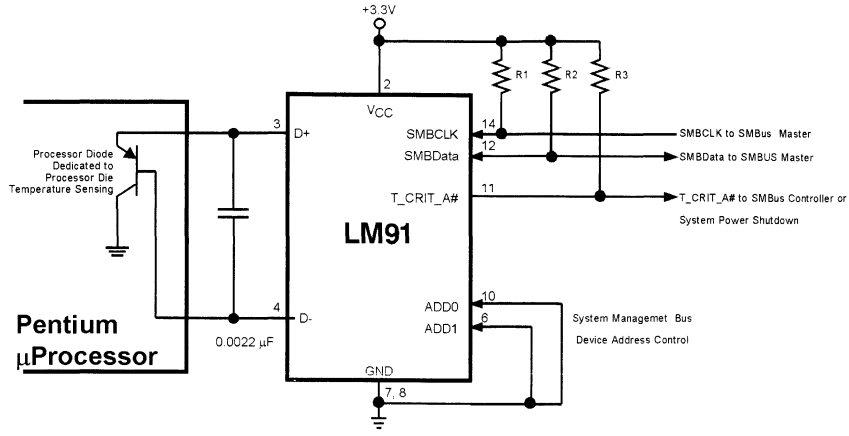 +3.3V
R1
R2
R3
2
VCC
14
SMBCLK
SMBCLK to SMBus Master
12
SMBData
SMBData to SMBUS Master
11
T_CRIT_A#
T_CRIT_A# to SMBus Controller or
System Power Shutdown
3
D+
Processor Diode
Dedicated to
Processor Die
Temperature Sensing
LM91
4
D-
0.0022 µF
Pentium
µProcessor
10
ADD0
6
ADD1
System Managemet Bus
Device Address Control
GND
7, 8